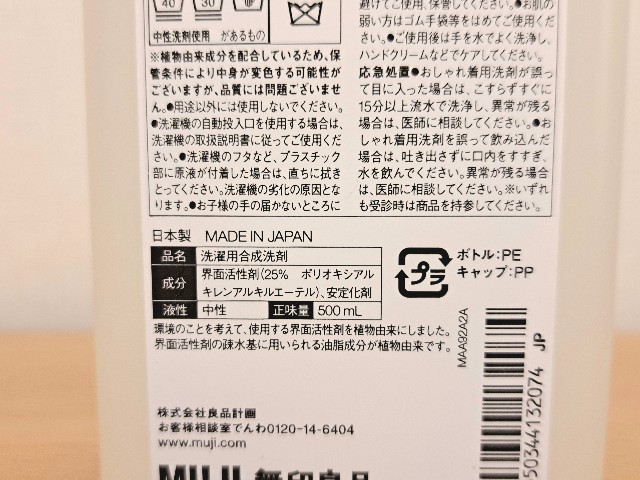 40 30
中性洗剤使用 があるもの
※植物由来成分を配合しているため、保
管条件により中身が変色する可能性が
ございますが、品質には問題ございませ
ん。●用途以外には使用しないでください。
●洗濯機の自動投入口を使用する場合は、
洗濯機の取扱説明書に従ってご使用くだ
さい。●洗濯機のフタなど、プラスチック
部に原液が付着した場合は、直ちに拭き
とってください。洗濯機の劣化の原因とな
ります。●お子様の手の届かないところに
避けてご使用、保管してください。●お肌の
弱い方はゴム手袋等をはめてご使用くださ
い。●ご使用後は手を水でよく洗浄し、
ハンドクリームなどでケアしてください。
応急処置●おしゃれ着用洗剤が誤っ
て目に入った場合は、こすらずすぐに
15分以上流水で洗浄し、異常が残る
場合は、医師に相談してください。●お
しゃれ着用洗剤を誤って飲み込んだ
場合は、吐き出さずに口内をすすぎ、
水を飲んでください。異常が残る場合
は、医師に相談してください。※いずれ
も受診時は商品を持参してください。
日本製 MADE IN JAPAN
品名 洗濯用合成洗剤
成分 界面活性剤(25% ポリオキシアル
キレンアルキルエーテル)、安定化剤
液性 中性 正味量 500mL
プラ
ボトル:PE
キャップ:PP
環境のことを考えて、使用する界面活性剤を植物由来にしました。
界面活性剤の疎水基に用いられる油脂成分が植物由来です。
MAA92A2A
50344132074 JP
株式会社良品計画
お客様相談室でんわ0120-14-6404
www.muji.com
MUJI 無印良品